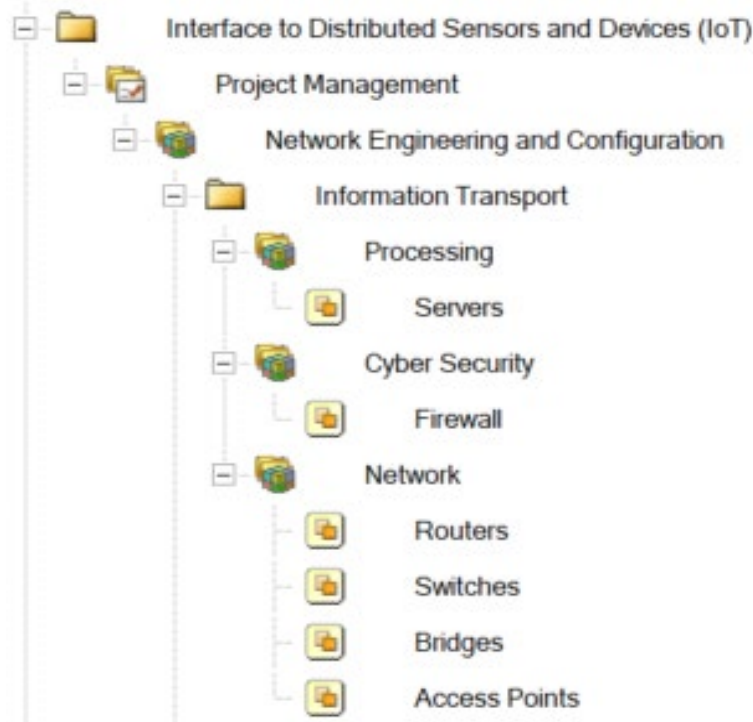 Interface to Distributed Sensors and Devices (IoT)
Project Management
Network Engineering and Configuration
Information Transport
Processing
Servers
Cyber Security
Firewall
Network
Routers
Switches
Bridges
Access Points